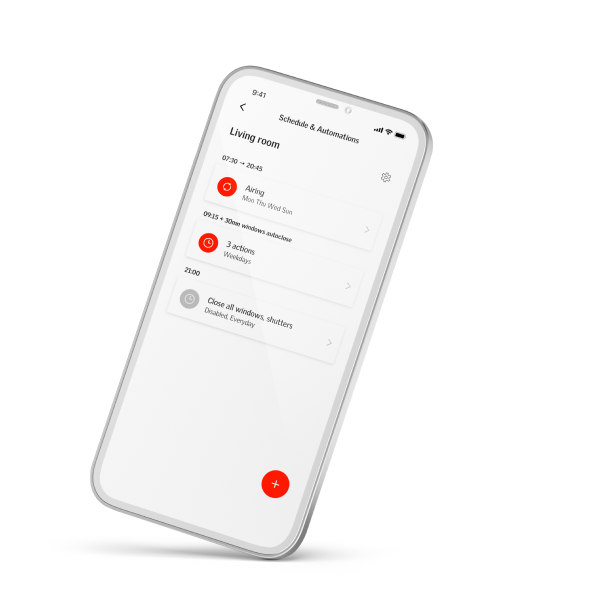 9:41
Schedule & Automations
Living room
07:30 → 20:45
Airing
Mon Thu Wed Sun
09:15 + 30mn windows autoclose
3 actions
Weekdays
21:00
Close all windows, shutters
Disabled, Everyday